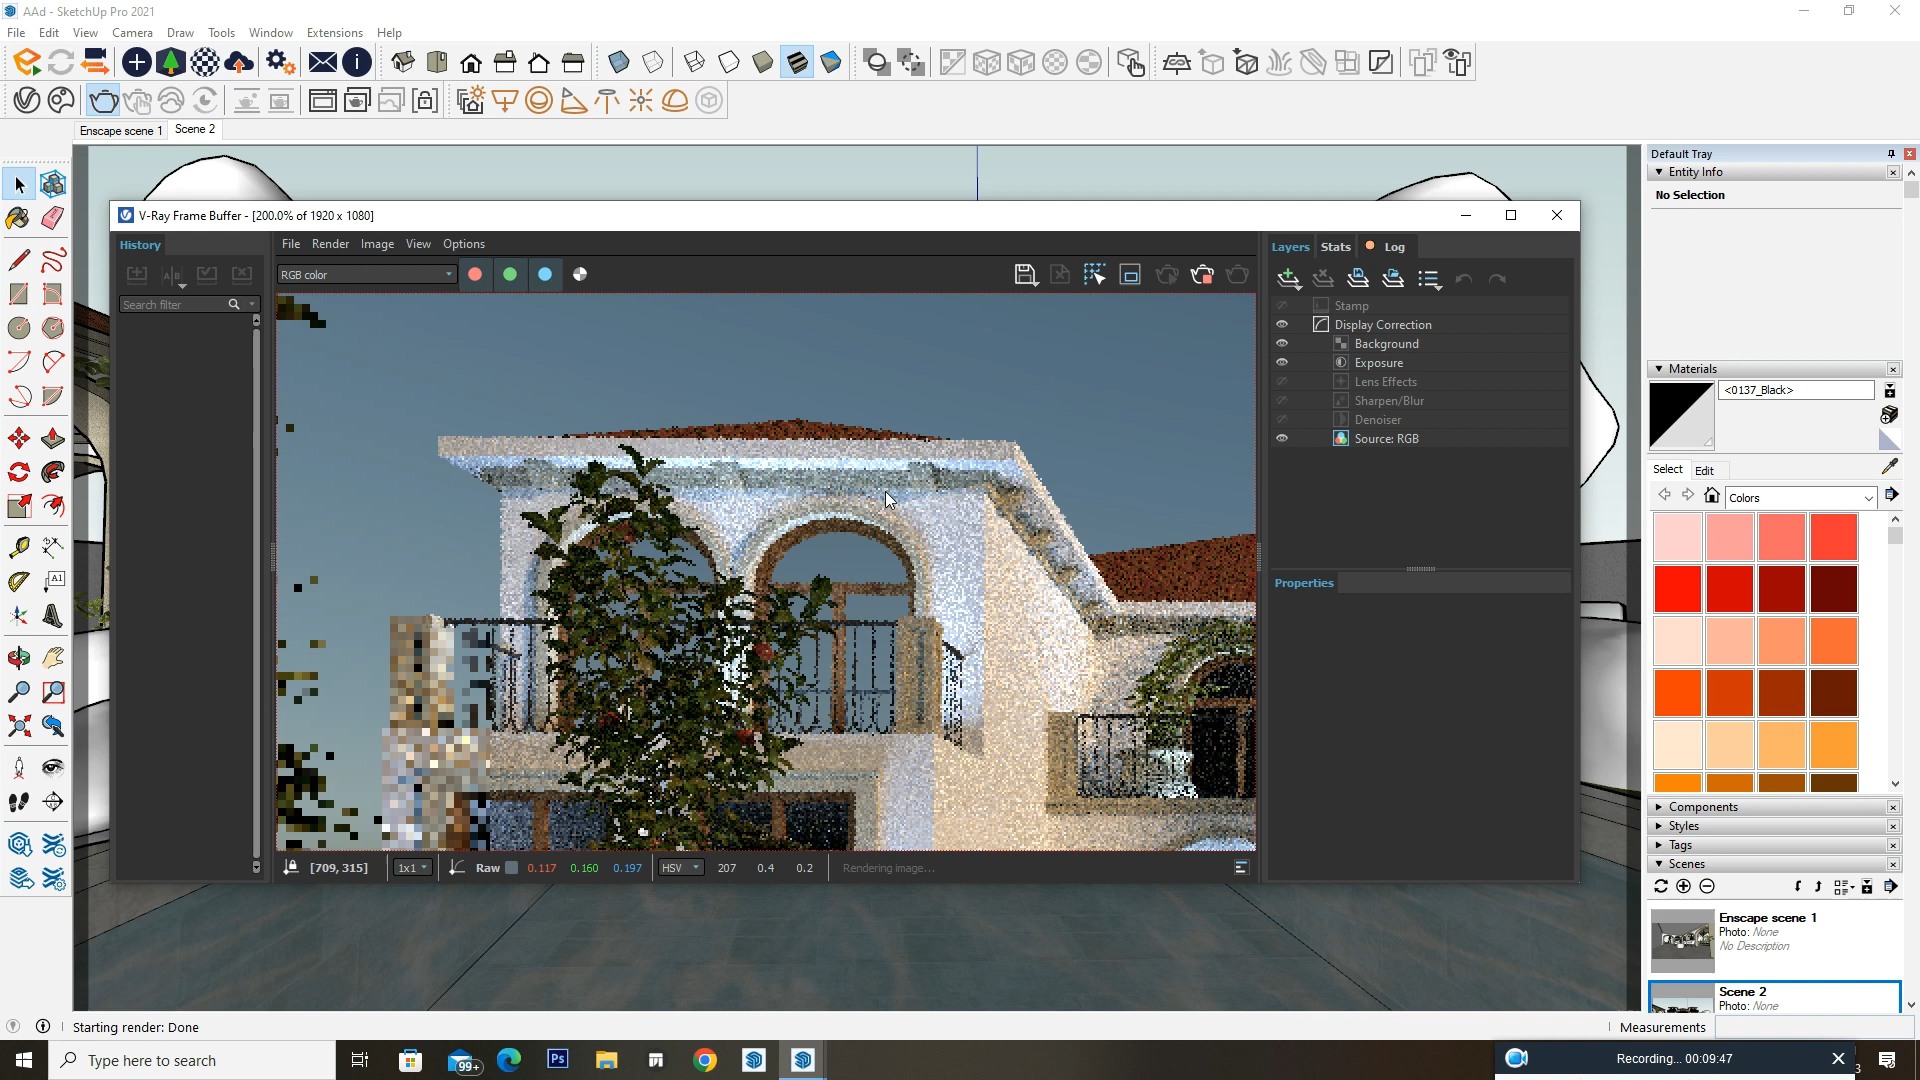 AAd - SketchUp Pro 2021
File Edit View Camera Draw Tools Window Extensions Help
Enscape scene 1 Scene 2
V-Ray Frame Buffer - [200.0% of 1920 x 1080]
History
Search filter
File Render Image View Options
RGB color
Layers Stats Log
Stamp
Display Correction
Background
Exposure
Lens Effects
Sharpen/Blur
Denoiser
Source: RGB
Properties
[709, 315] 1x1 Raw 0.117 0.160 0.197 HSV 207 0.4 0.2 Rendering image...
Default Tray
Entity Info
No Selection
Materials
<0137_Black>
Select Edit
Colors
Components
Styles
Tags
Scenes
Enscape scene 1
Photo: None
No Description
Scene 2
Photo: None
Starting render: Done
Measurements
Type here to search
99+
Ps
Recording... 00:09:47
3